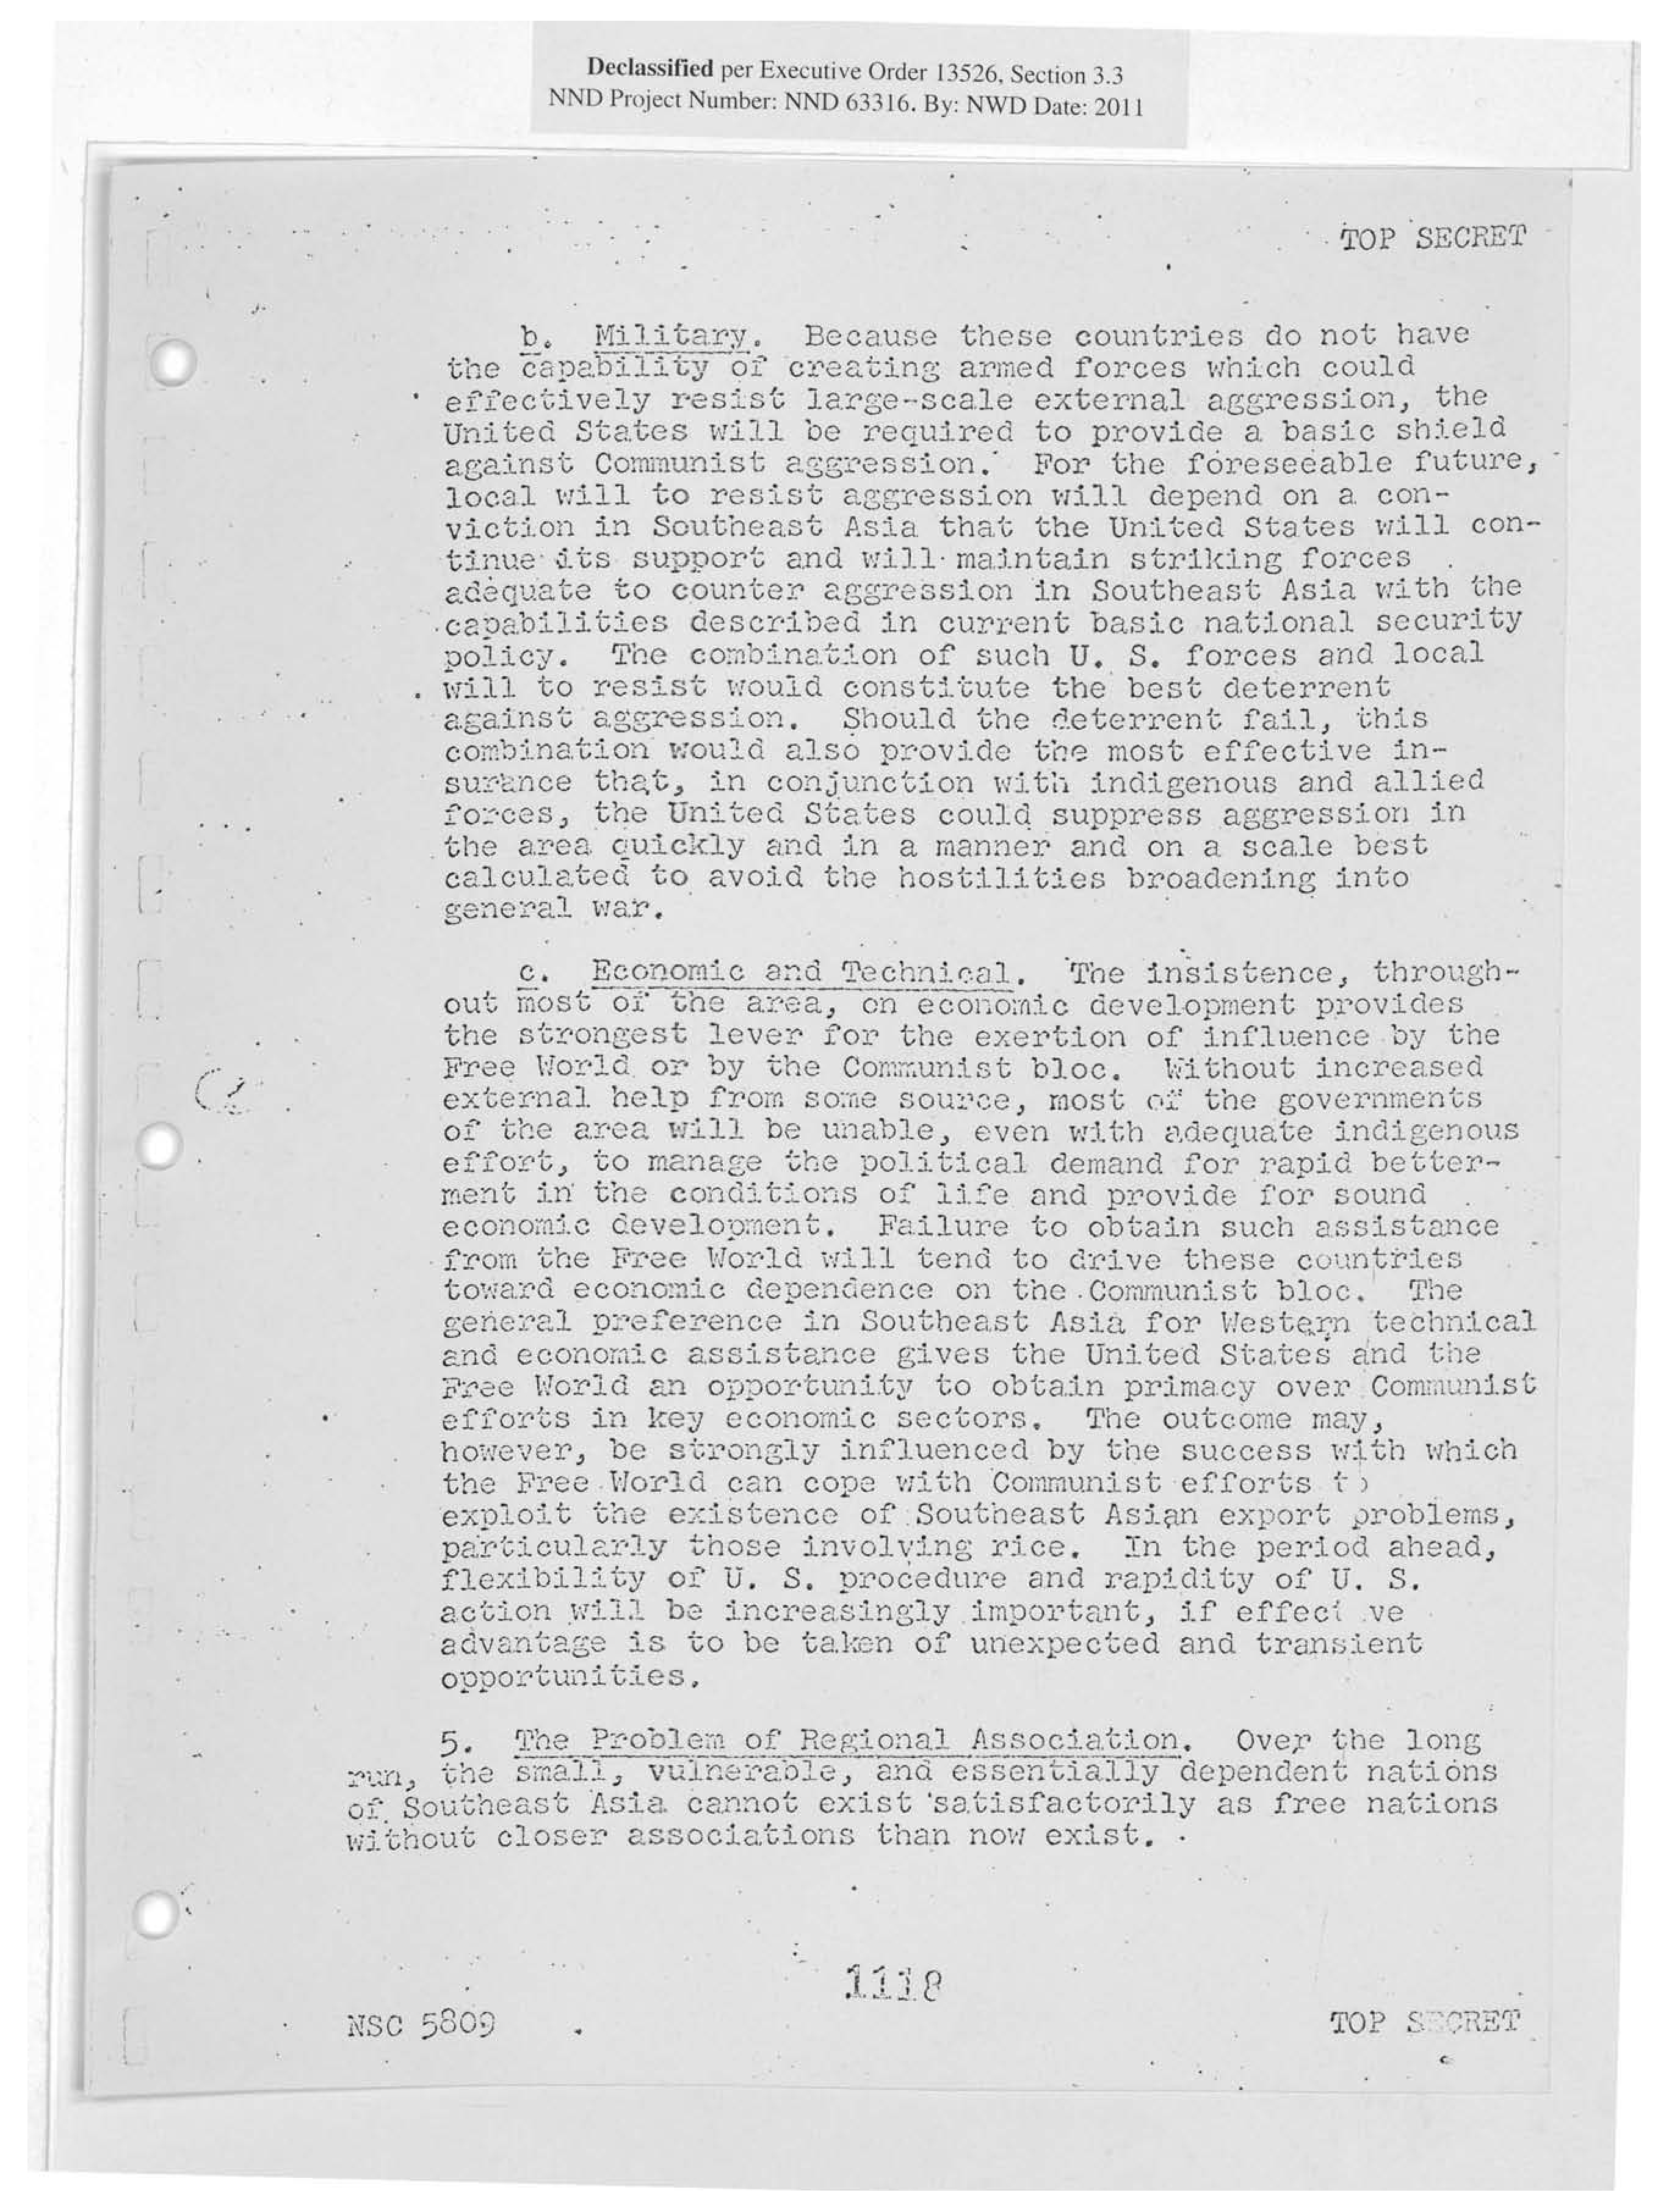 Declassified per Executive Order 13526, Section 3.3
NND Project Number: NND 63316. By: NWD Date: 2011
TOP SECRET
b. Military. Because these countries do not have
the capability of creating armed forces which could
effectively resist large-scale external aggression, the
United States will be required to provide a basic shield
against Communist aggression. For the foreseeable future,
local will to resist aggression will depend on a con-
viction in Southeast Asia that the United States will con-
tinue its support and will maintain striking forces
adequate to counter aggression in Southeast Asia with the
capabilities described in current basic national security
policy. The combination of such U. S. forces and local
will to resist would constitute the best deterrent
against aggression. Should the deterrent fail, this
combination would also provide the most effective in-
surance that, in conjunction with indigenous and allied
forces, the United States could suppress aggression in
the area quickly and in a manner and on a scale best
calculated to avoid the hostilities broadening into
general war.
c. Economic and Technical. The insistence, through-
out most of the area, on economic development provides
the strongest lever for the exertion of influence by the
Free World or by the Communist bloc. Without increased
external help from some source, most of the governments
of the area will be unable, even with adequate indigenous
effort, to manage the political demand for rapid better-
ment in the conditions of life and provide for sound
economic development. Failure to obtain such assistance
from the Free World will tend to drive these countries
toward economic dependence on the Communist bloc. The
general preference in Southeast Asia for Western technical
and economic assistance gives the United States and the
Free World an opportunity to obtain primacy over Communist
efforts in key economic sectors. The outcome may,
however, be strongly influenced by the success with which
the Free World can cope with Communist efforts to
exploit the existence of Southeast Asian export problems,
particularly those involving rice. In the period ahead,
flexibility of U. S. procedure and rapidity of U. S.
action will be increasingly important, if effective
advantage is to be taken of unexpected and transient
opportunities.
5. The Problem of Regional Association. Over the long
run, the small, vulnerable, and essentially dependent nations
of Southeast Asia cannot exist satisfactorily as free nations
without closer associations than now exist.
1118
NSC 5809
TOP SECRET